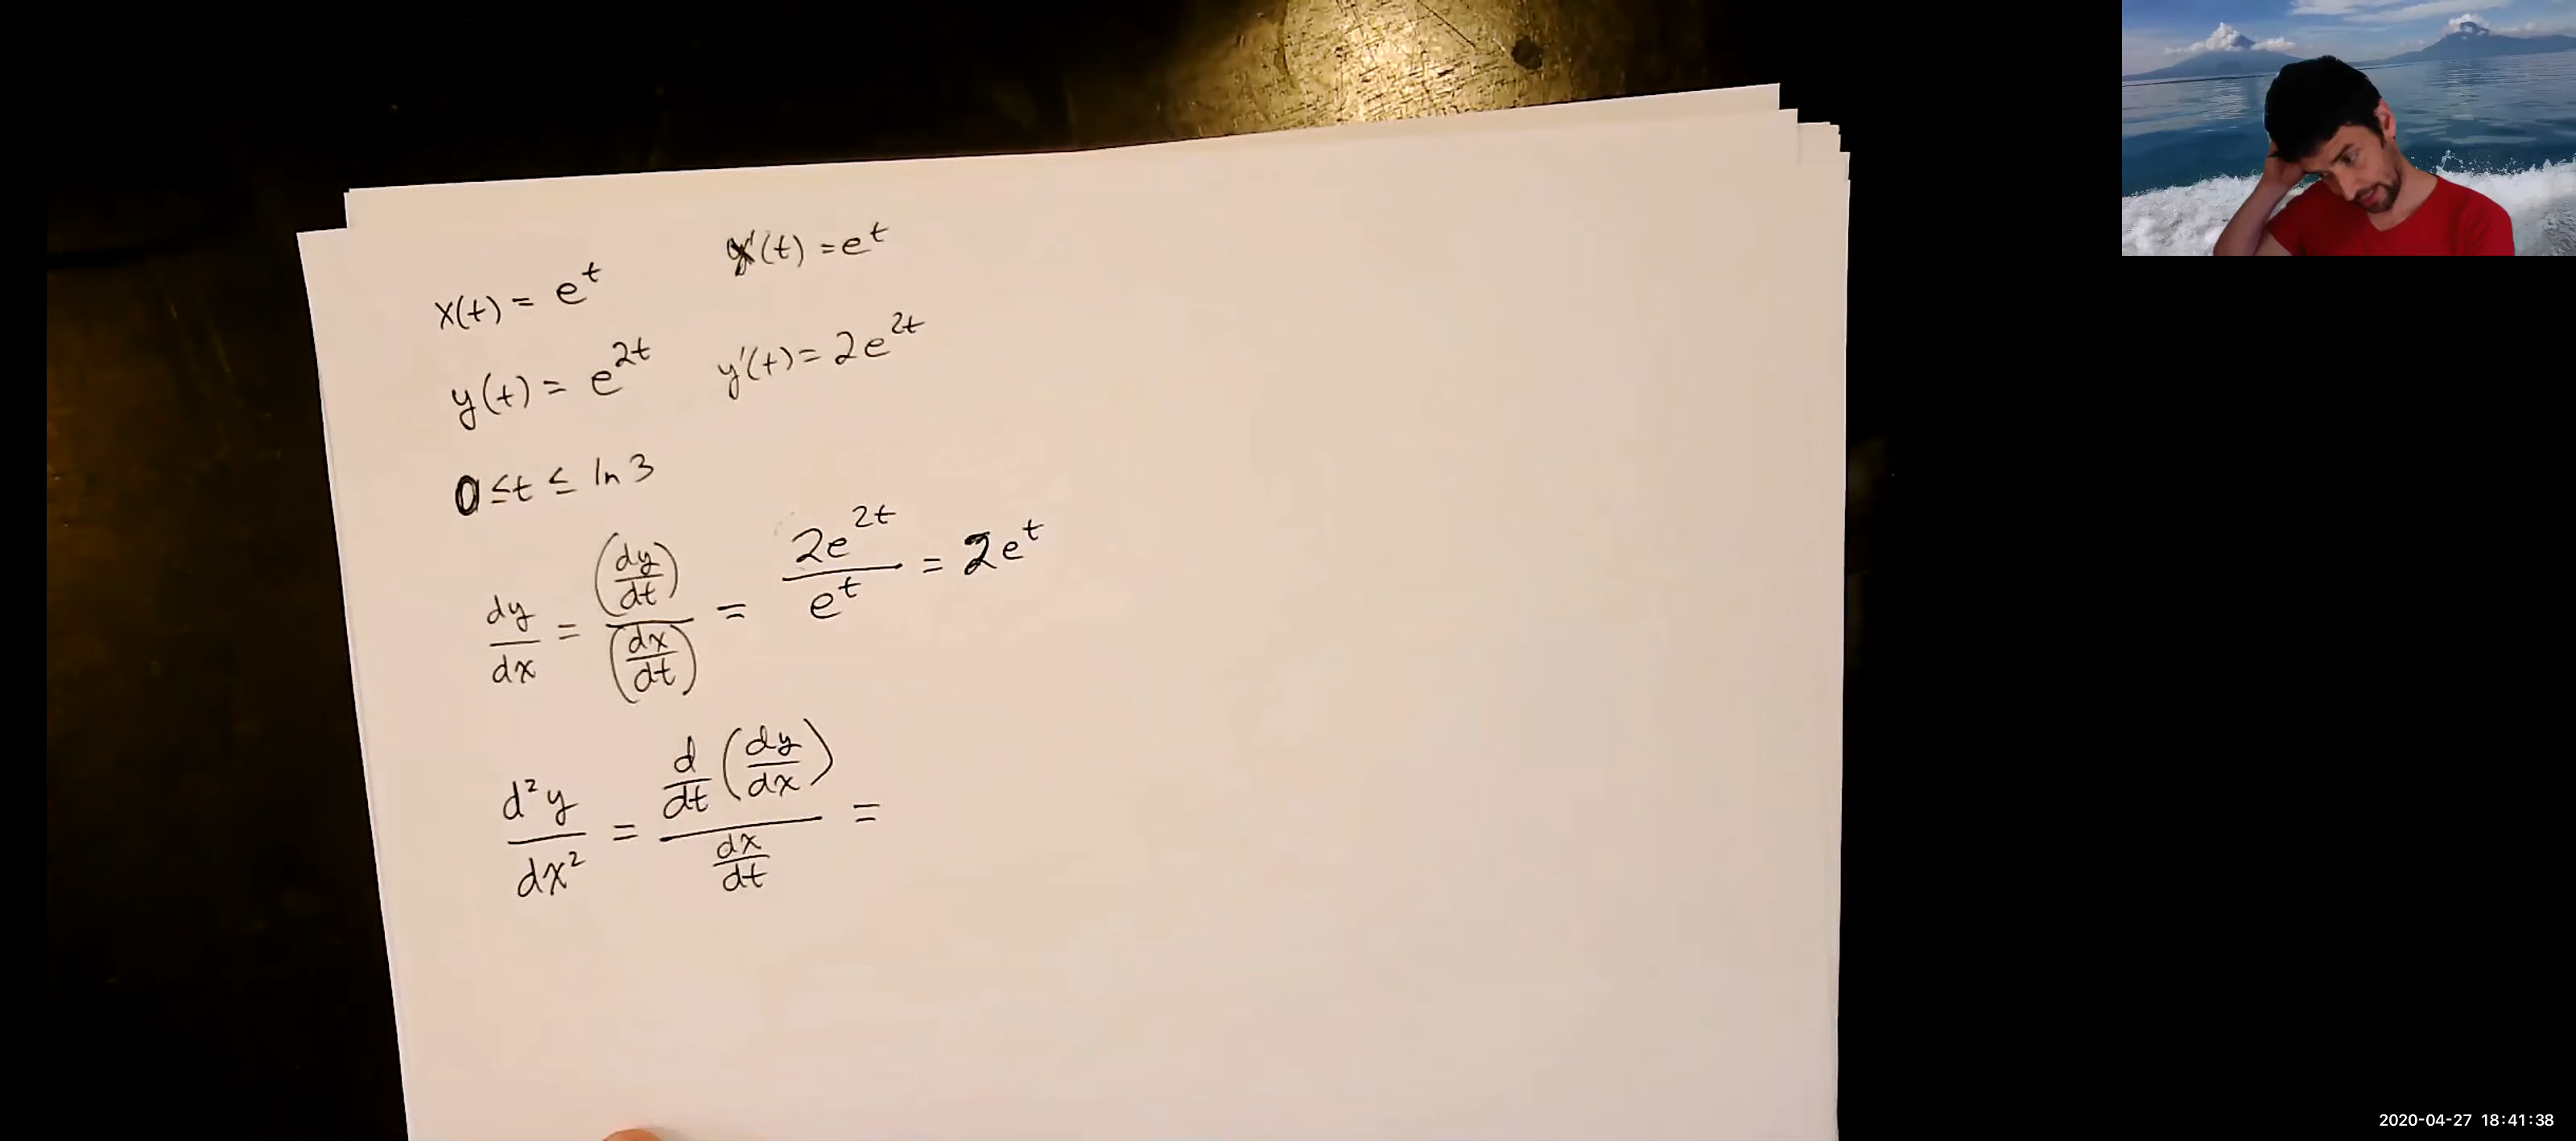 x(t) = e^t    x'(t) = e^t
y(t) = e^{2t}    y'(t) = 2e^{2t}
0 ≤ t ≤ ln 3
dy/dx = (dy/dt)/(dx/dt) = 2e^{2t}/e^t = 2e^t
d²y/dx² = d/dt (dy/dx) / dx/dt =
2020-04-27 18:41:38